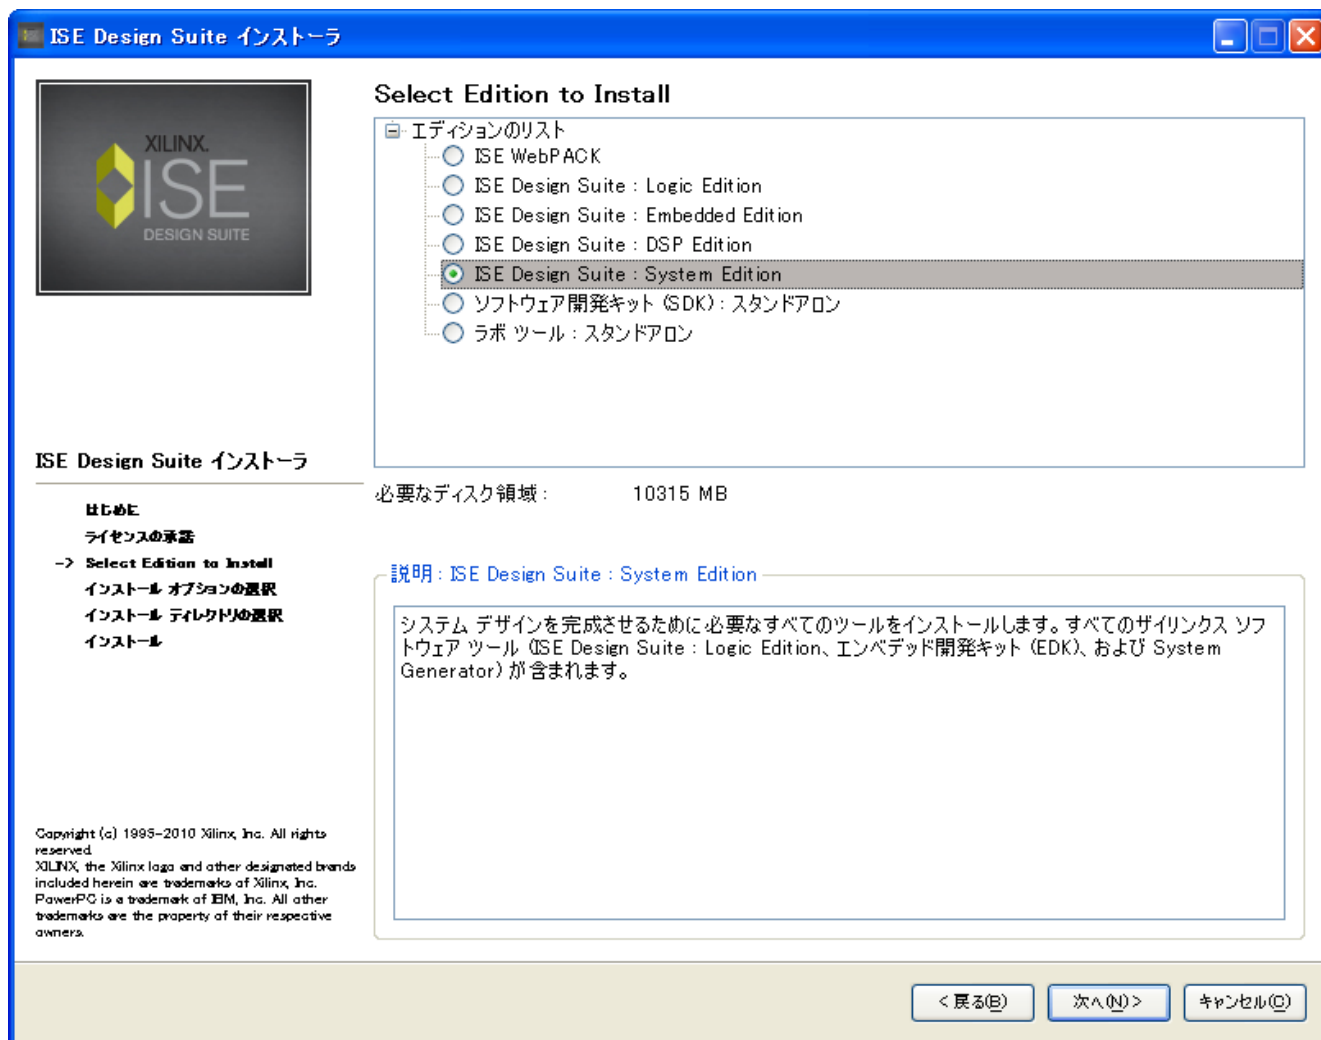 ISE Design Suite インストーラ
XILINX.
ISE
DESIGN SUITE
Select Edition to Install
エディションのリスト
ISE WebPACK
ISE Design Suite : Logic Edition
ISE Design Suite : Embedded Edition
ISE Design Suite : DSP Edition
ISE Design Suite : System Edition
ソフトウェア開発キット (SDK) : スタンドアロン
ラボ ツール : スタンドアロン
必要なディスク領域 : 10315 MB
ISE Design Suite インストーラ
はじめに
ライセンスの承諾
-> Select Edition to Install
インストール オプションの選択
インストール ディレクトリの選択
インストール
説明 : ISE Design Suite : System Edition
システム デザインを完成させるために必要なすべてのツールをインストールします。すべてのザイリンクス ソフ
トウェア ツール (ISE Design Suite : Logic Edition、エンベデッド開発キット (EDK)、および System
Generator) が含まれます。
Copyright (c) 1995-2010 Xilinx, Inc. All rights
reserved.
XILINX, the Xilinx logo and other designated brands
included herein are trademarks of Xilinx, Inc.
PowerPC is a trademark of IBM, Inc. All other
trademarks are the property of their respective
owners.
< 戻る(B)
次へ(N) >
キャンセル(C)